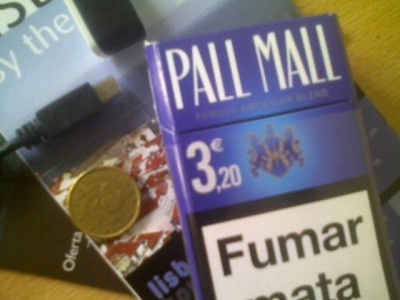 by the
PALL MALL
FAMOUS AMERICAN BLEND
3,20€
Fumar
mata
Oferta
lisb